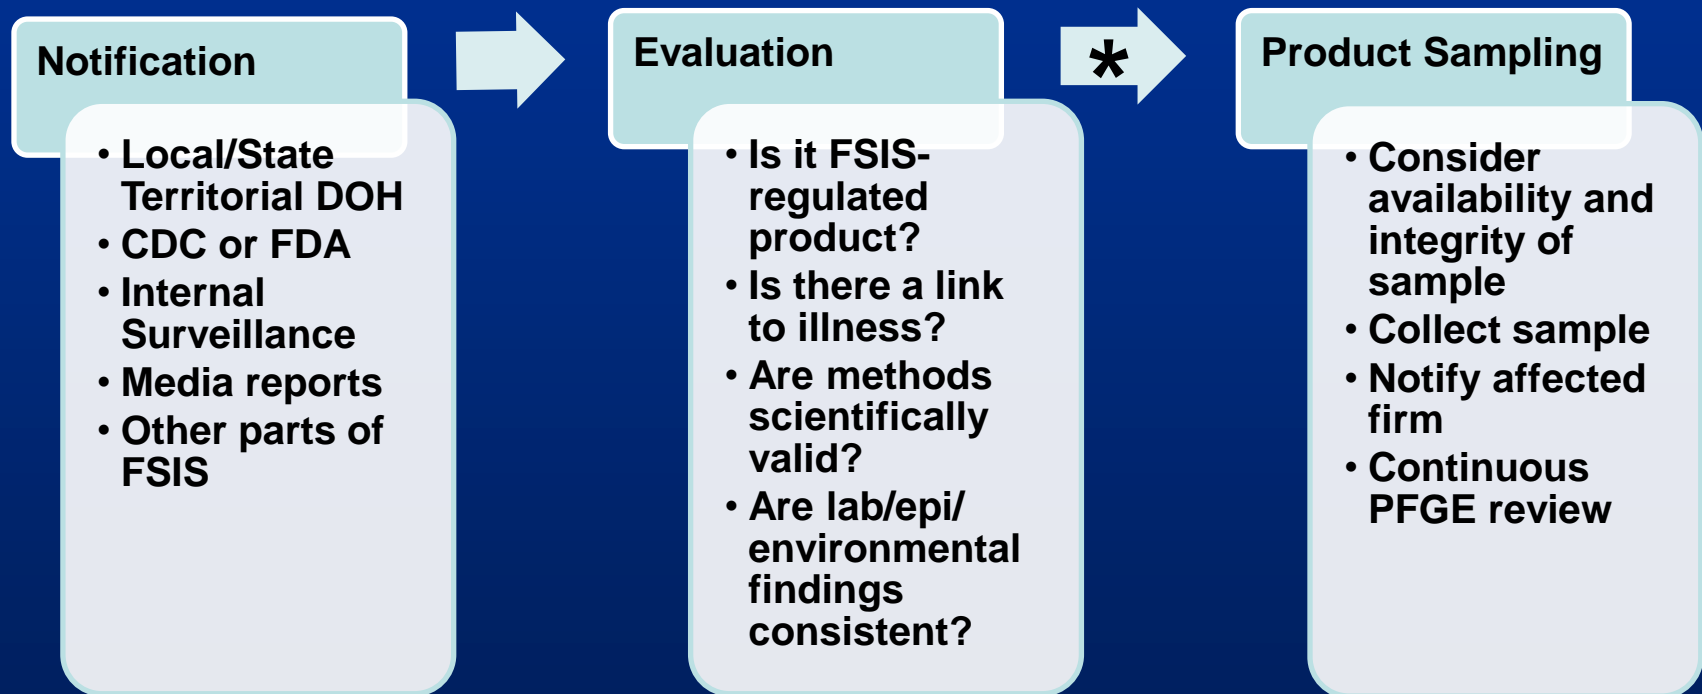 Notification
• Local/State
Territorial DOH
• CDC or FDA
• Internal
Surveillance
• Media reports
• Other parts of
FSIS
Evaluation
• Is it FSIS-
regulated
product?
• Is there a link
to illness?
• Are methods
scientifically
valid?
• Are lab/epi/
environmental
findings
consistent?
*
Product Sampling
• Consider
availability and
integrity of
sample
• Collect sample
• Notify affected
firm
• Continuous
PFGE review